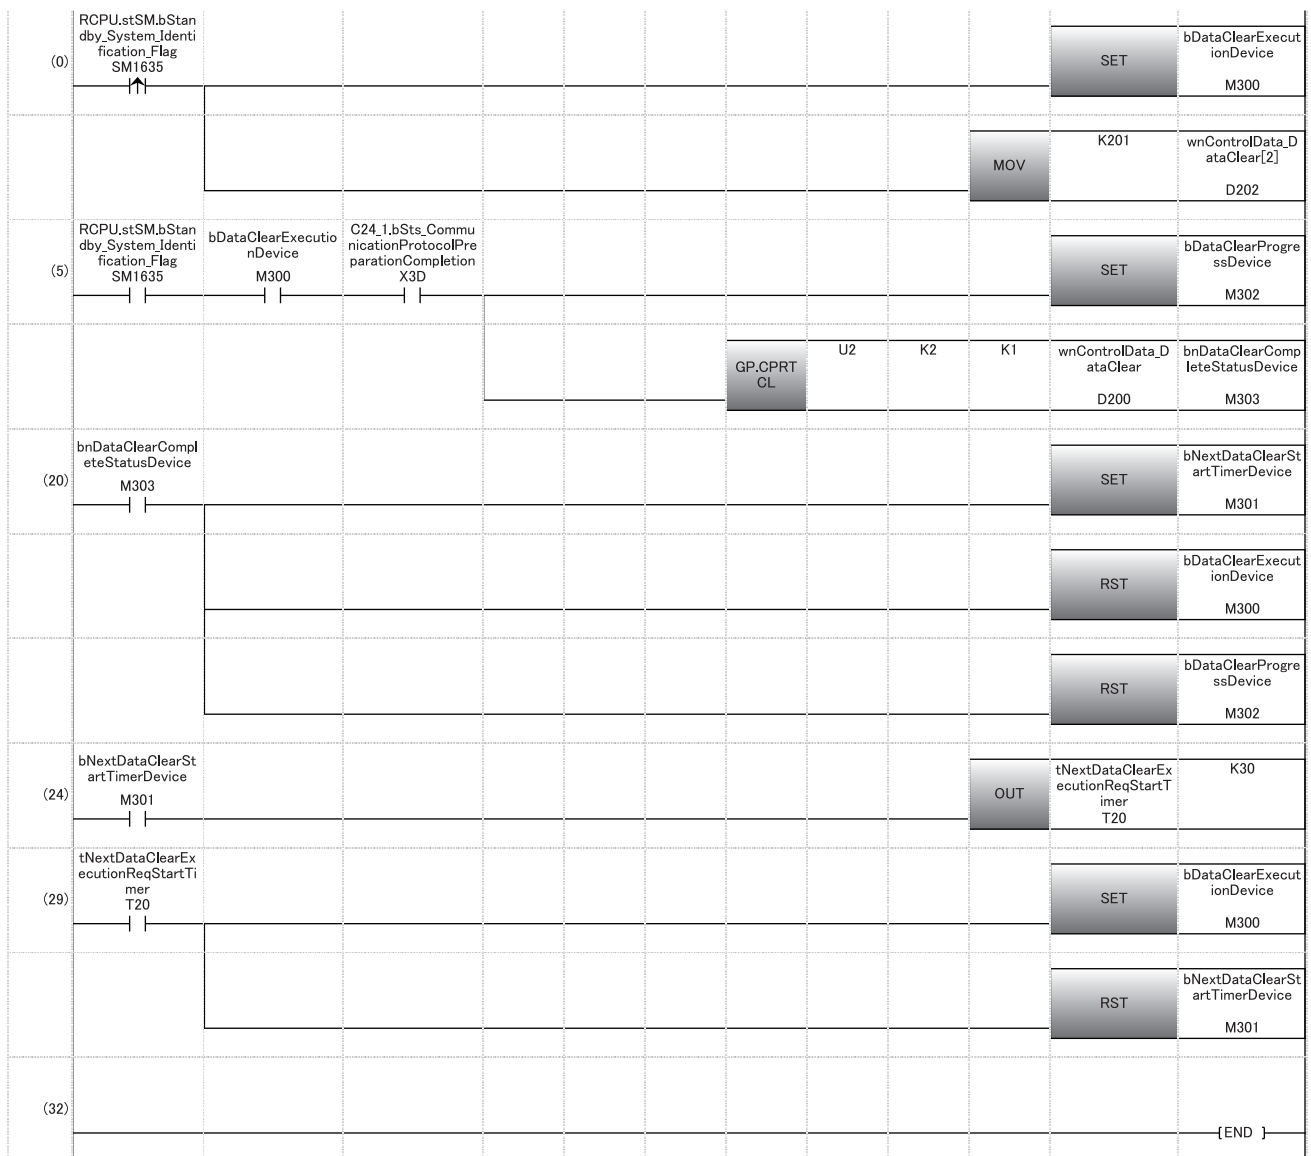 RCPU.stSM.bStan
dby_System_Identi
fication_Flag
SM1635
(0)
SET
bDataClearExecut
ionDevice
M300
MOV
K201
wnControlData_D
ataClear[2]
D202
RCPU.stSM.bStan
dby_System_Identi
fication_Flag
SM1635
bDataClearExecutio
nDevice
M300
C24_1.bSts_Commu
nicationProtocolPre
parationCompletion
X3D
(5)
SET
bDataClearProgre
ssDevice
M302
GP.CPRT
CL
U2
K2
K1
wnControlData_D
ataClear
D200
bnDataClearComp
leteStatusDevice
M303
bnDataClearCompl
eteStatusDevice
M303
(20)
SET
bNextDataClearSt
artTimerDevice
M301
RST
bDataClearExecut
ionDevice
M300
RST
bDataClearProgre
ssDevice
M302
bNextDataClearSt
artTimerDevice
M301
(24)
OUT
tNextDataClearEx
ecutionReqStartT
imer
T20
K30
tNextDataClearEx
ecutionReqStartTi
mer
T20
(29)
SET
bDataClearExecut
ionDevice
M300
RST
bNextDataClearSt
artTimerDevice
M301
(32)
[END ]